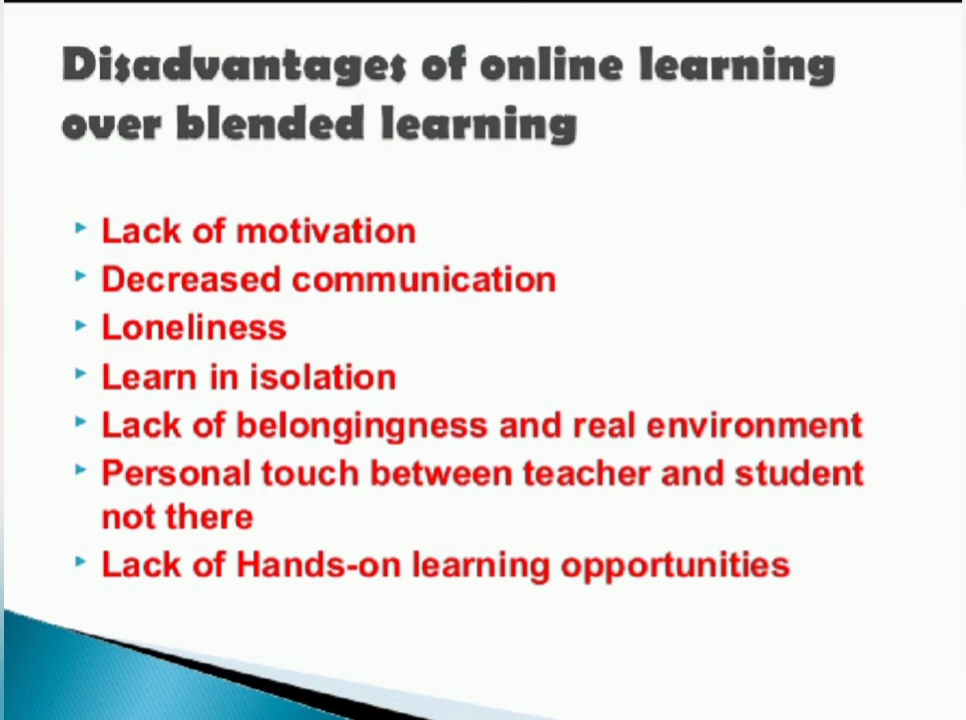 Disadvantages of online learning
over blended learning
Lack of motivation
Decreased communication
Loneliness
Learn in isolation
Lack of belongingness and real environment
Personal touch between teacher and student
not there
Lack of Hands-on learning opportunities